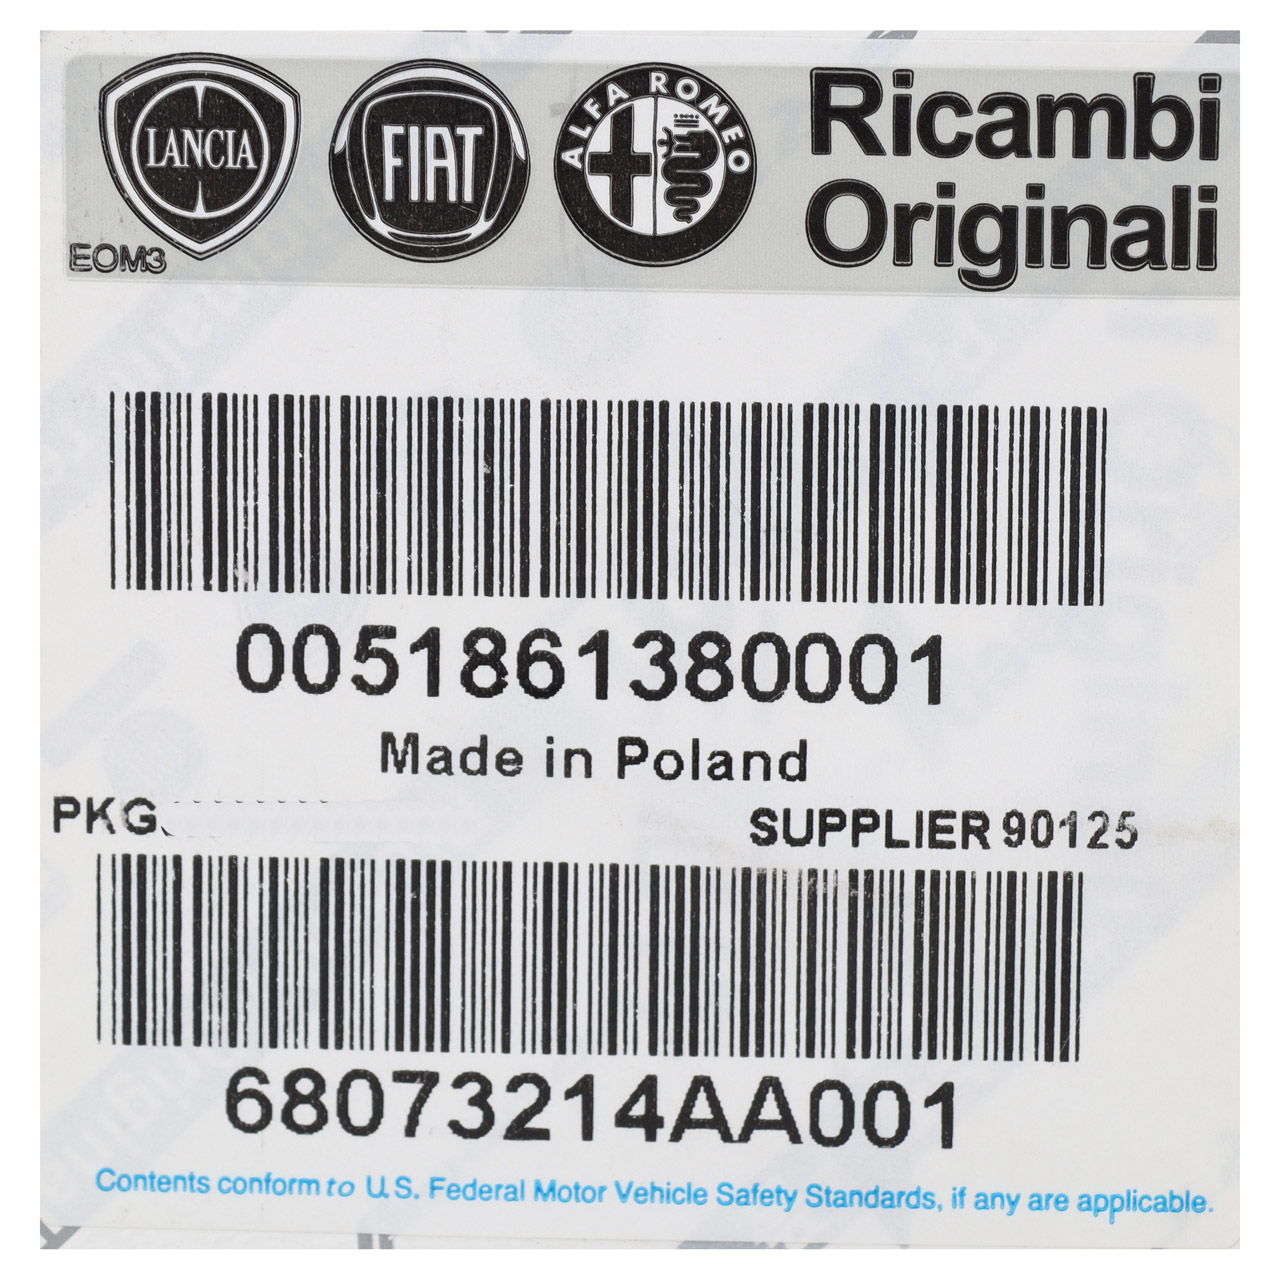 LANCIA
FIAT
ALFA ROMEO
Ricambi
Originali
EOM3
0051861380001
Made in Poland
PKG
SUPPLIER 90125
68073214AA001
Contents conform to U.S. Federal Motor Vehicle Safety Standards, if any are applicable.